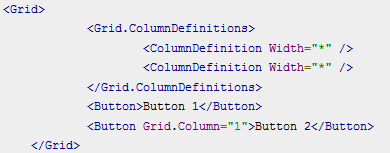 <Grid>
<Grid.ColumnDefinitions>
<ColumnDefinition Width="*" />
<ColumnDefinition Width="*" />
</Grid.ColumnDefinitions>
<Button>Button 1</Button>
<Button Grid.Column="1">Button 2</Button>
</Grid>